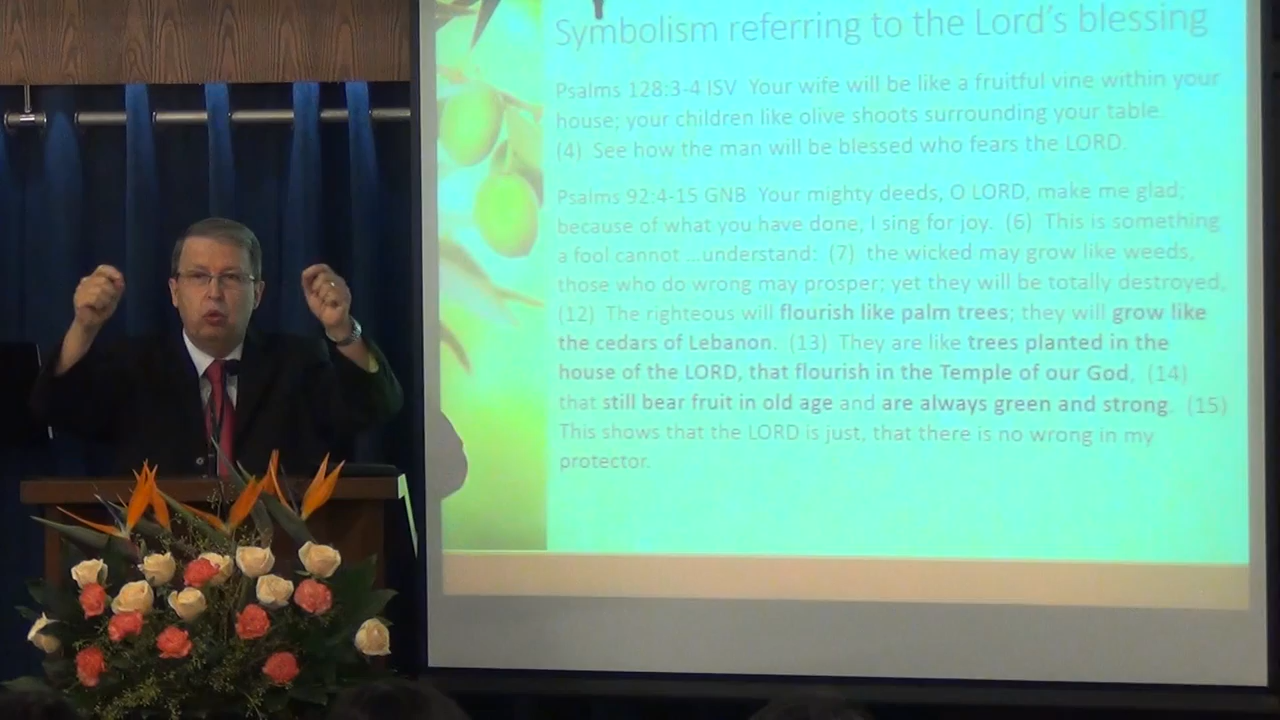 Symbolism referring to the Lord's blessing
Psalms 128:3-4 ISV Your wife will be like a fruitful vine within your
house; your children like olive shoots surrounding your table.
(4) See how the man will be blessed who fears the LORD.
Psalms 92:4-15 GNB Your mighty deeds, O LORD, make me glad;
because of what you have done, I sing for joy. (6) This is something
a fool cannot ...understand: (7) the wicked may grow like weeds,
those who do wrong may prosper; yet they will be totally destroyed,
(12) The righteous will flourish like palm trees; they will grow like
the cedars of Lebanon. (13) They are like trees planted in the
house of the LORD, that flourish in the Temple of our God, (14)
that still bear fruit in old age and are always green and strong. (15)
This shows that the LORD is just, that there is no wrong in my
protector.